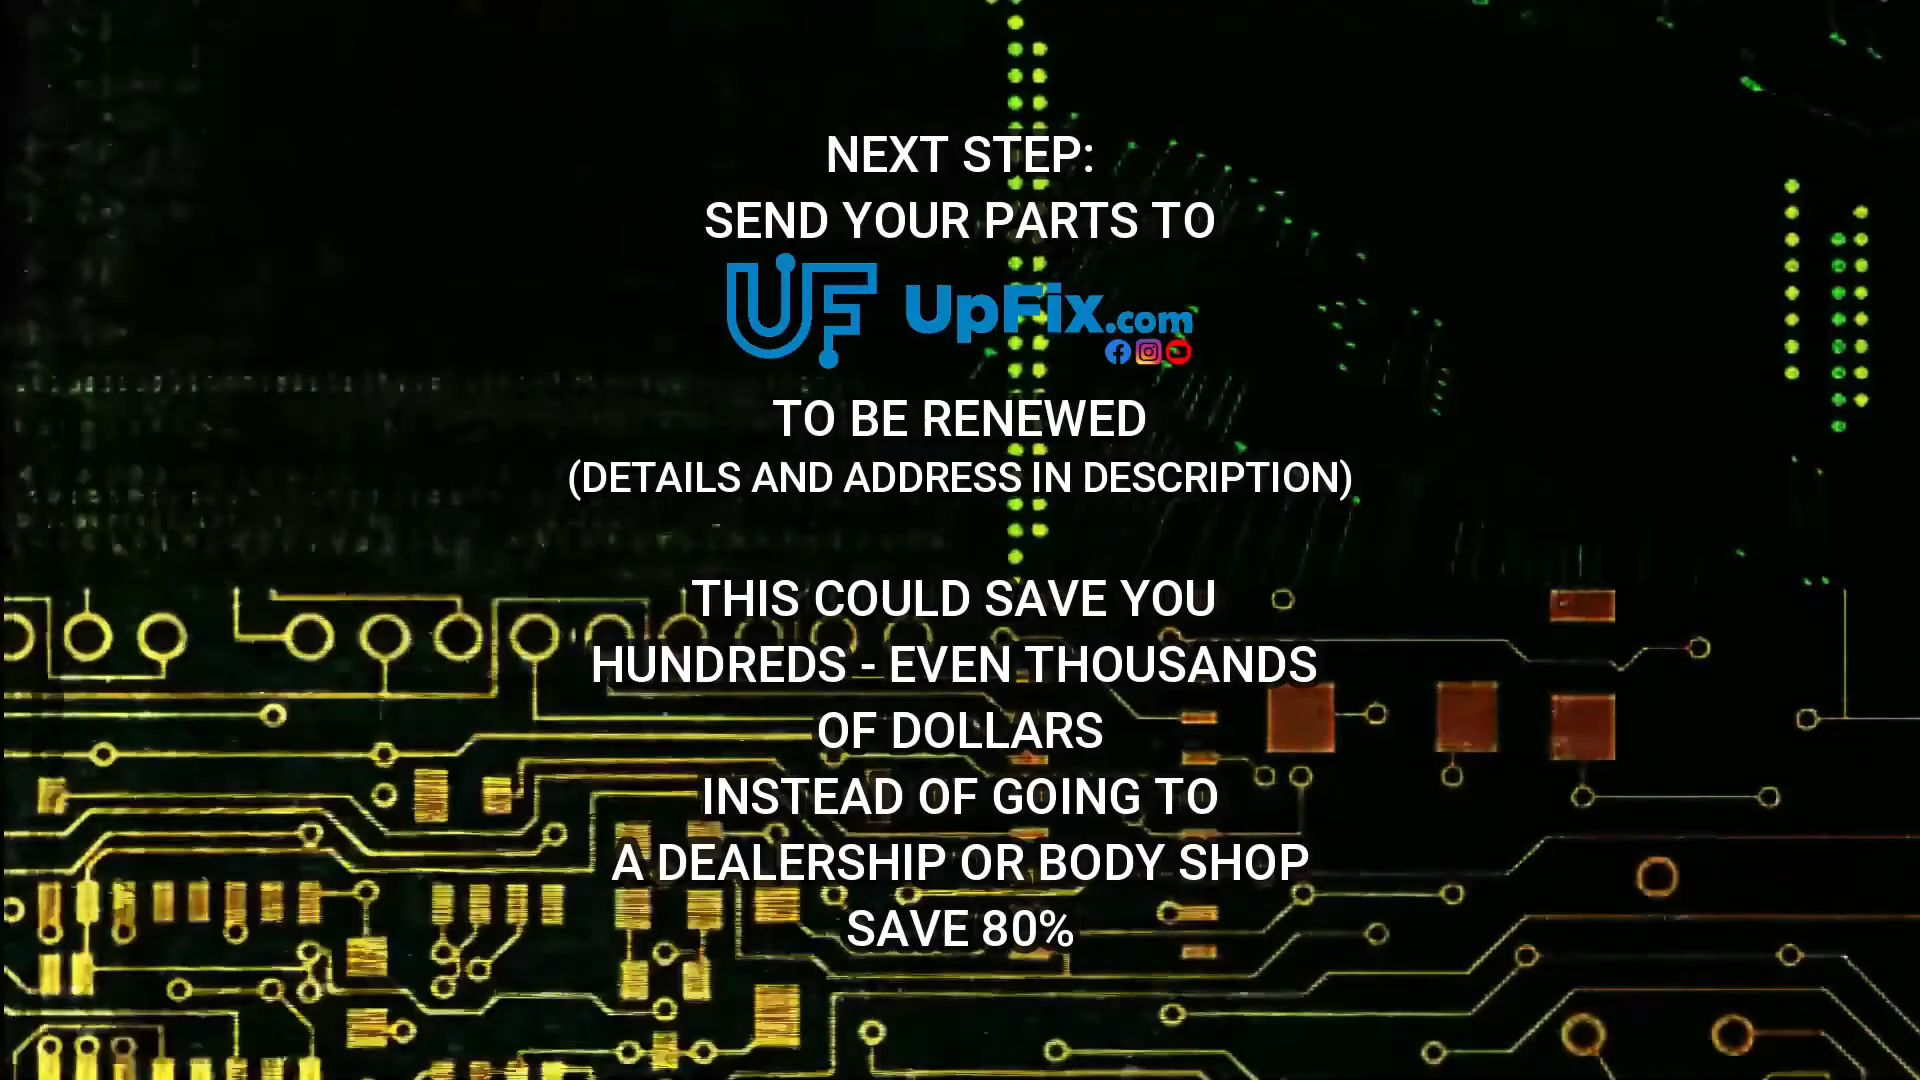 NEXT STEP:
SEND YOUR PARTS TO
UF UpFix.com
TO BE RENEWED
(DETAILS AND ADDRESS IN DESCRIPTION)
THIS COULD SAVE YOU
HUNDREDS - EVEN THOUSANDS
OF DOLLARS
INSTEAD OF GOING TO
A DEALERSHIP OR BODY SHOP
SAVE 80%